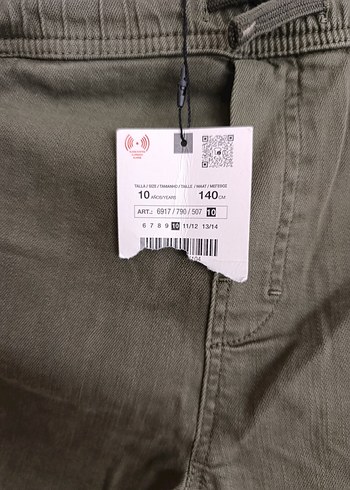 TALLA / SIZE / TAMANHO / TAILLE / MAAT / ΜΕΓΕΘΟΣ
10 AÑOS/YEARS 140 CM
ART.: 6917 / 790 / 507 10
6 7 8 9 10 11/12 13/14